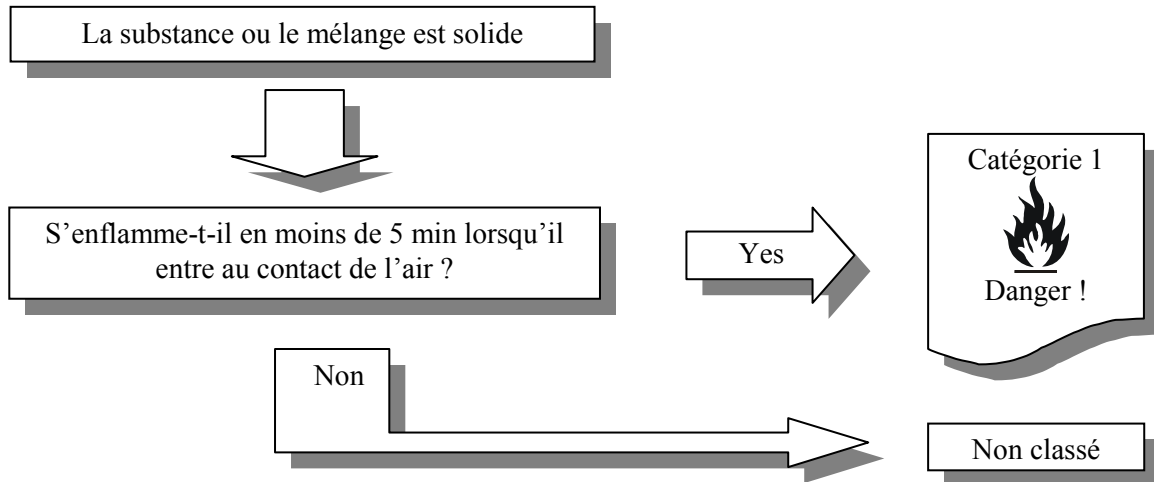 La substance ou le mélange est solide
S’enflamme-t-il en moins de 5 min lorsqu’il
entre au contact de l’air ?
Yes
Catégorie 1
Danger !
Non
Non classé